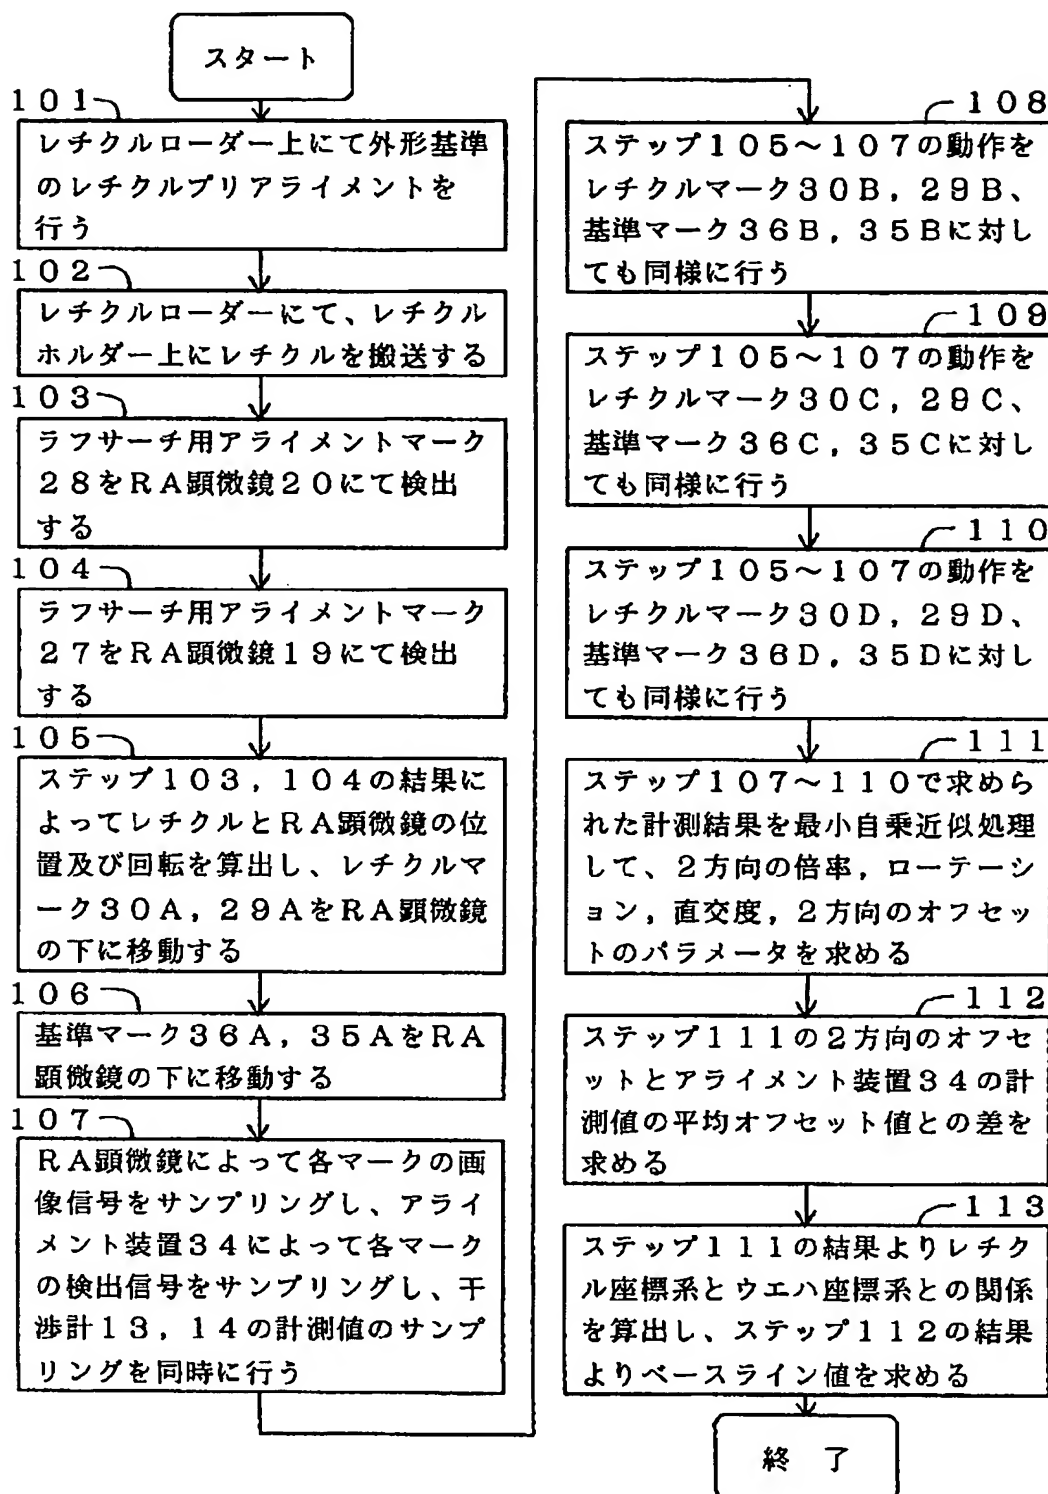 スタート
101
レチクルローダー上にて外形基準
のレチクルプリアライメントを
行う
102
レチクルローダーにて、レチクル
ホルダー上にレチクルを搬送する
103
ラフサーチ用アライメントマーク
28をRA顕微鏡20にて検出
する
104
ラフサーチ用アライメントマーク
27をRA顕微鏡19にて検出
する
105
ステップ103,104の結果に
よってレチクルとRA顕微鏡の位
置及び回転を算出し、レチクルマ
ーク30A,29AをRA顕微鏡
の下に移動する
106
基準マーク36A,35AをRA
顕微鏡の下に移動する
107
RA顕微鏡によって各マークの画
像信号をサンプリングし、アライ
メント装置34によって各マーク
の検出信号をサンプリングし、干
渉計13,14の計測値のサンプ
リングを同時に行う
108
ステップ105~107の動作を
レチクルマーク30B,29B、
基準マーク36B,35Bに対し
ても同様に行う
109
ステップ105~107の動作を
レチクルマーク30C,29C、
基準マーク36C,35Cに対し
ても同様に行う
110
ステップ105~107の動作を
レチクルマーク30D,29D、
基準マーク36D,35Dに対し
ても同様に行う
111
ステップ107~110で求めら
れた計測結果を最小自乗近似処理
して、2方向の倍率,ローテーシ
ョン,直交度,2方向のオフセッ
トのパラメータを求める
112
ステップ111の2方向のオフセ
ットとアライメント装置34の計
測値の平均オフセット値との差を
求める
113
ステップ111の結果よりレチク
ル座標系とウエハ座標系との関係
を算出し、ステップ112の結果
よりベースライン値を求める
終 了